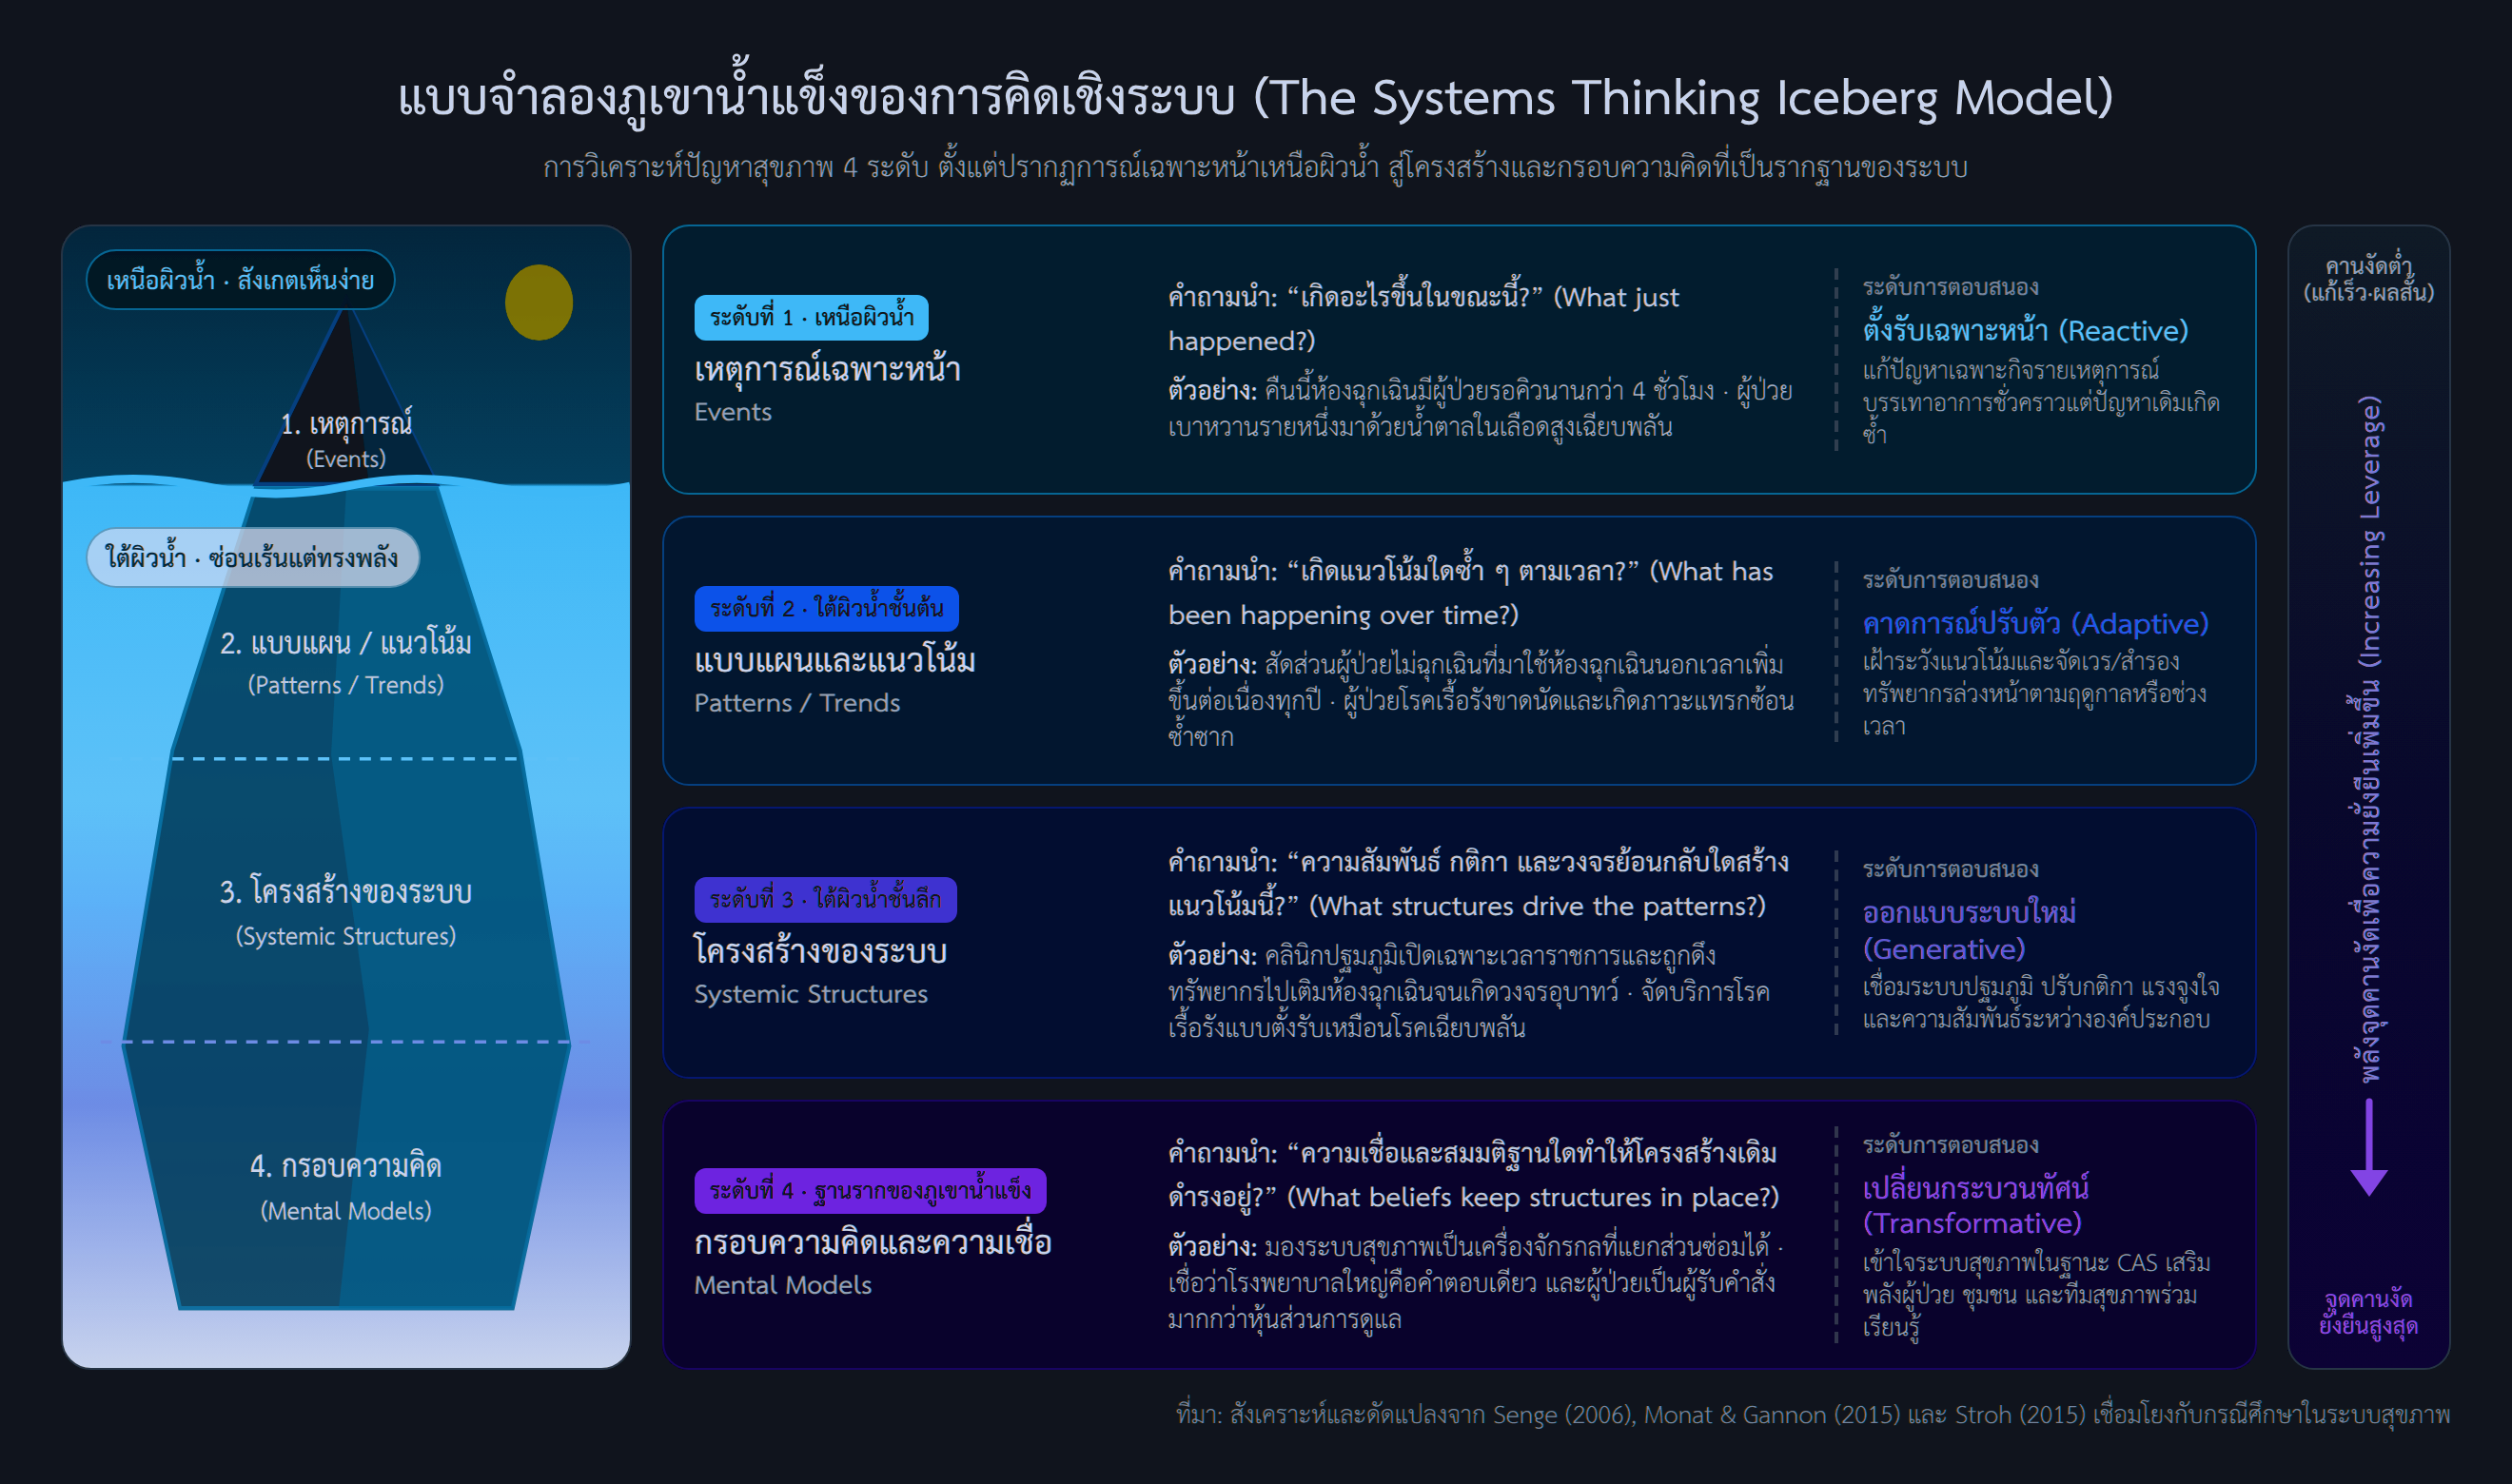 แบบจำลองภูเขาน้ำแข็งของการคิดเชิงระบบ (The Systems Thinking Iceberg Model)
การวิเคราะห์ปัญหาสุขภาพ 4 ระดับ ตั้งแต่ปรากฏการณ์เฉพาะหน้าเหนือผิวน้ำ สู่โครงสร้างและกรอบความคิดที่เป็นรากฐานของระบบ
เหนือผิวน้ำ · สังเกตเห็นง่าย
1. เหตุการณ์
(Events)
ใต้ผิวน้ำ · ซ่อนเร้นแต่ทรงพลัง
2. แบบแผน / แนวโน้ม
(Patterns / Trends)
3. โครงสร้างของระบบ
(Systemic Structures)
4. กรอบความคิด
(Mental Models)
ระดับที่ 1 · เหนือผิวน้ำ
เหตุการณ์เฉพาะหน้า
Events
คำถามนำ: “เกิดอะไรขึ้นในขณะนี้?” (What just
happened?)
ตัวอย่าง: คืนนี้ห้องฉุกเฉินมีผู้ป่วยรอคิวนานกว่า 4 ชั่วโมง · ผู้ป่วย
เบาหวานรายหนึ่งมาด้วยน้ำตาลในเลือดสูงเฉียบพลัน
ระดับการตอบสนอง
ตั้งรับเฉพาะหน้า (Reactive)
แก้ปัญหาเฉพาะกิจรายเหตุการณ์
บรรเทาอาการชั่วคราวแต่ปัญหาเดิมเกิด
ซ้ำ
ระดับที่ 2 · ใต้ผิวน้ำชั้นต้น
แบบแผนและแนวโน้ม
Patterns / Trends
คำถามนำ: “เกิดแนวโน้มใดซ้ำ ๆ ตามเวลา?” (What has
been happening over time?)
ตัวอย่าง: สัดส่วนผู้ป่วยไม่ฉุกเฉินที่มาใช้ห้องฉุกเฉินนอกเวลาเพิ่ม
ขึ้นต่อเนื่องทุกปี · ผู้ป่วยโรคเรื้อรังขาดนัดและเกิดภาวะแทรกซ้อน
ซ้ำซาก
ระดับการตอบสนอง
คาดการณ์ปรับตัว (Adaptive)
เฝ้าระวังแนวโน้มและจัดเวร/สำรอง
ทรัพยากรล่วงหน้าตามฤดูกาลหรือช่วง
เวลา
ระดับที่ 3 · ใต้ผิวน้ำชั้นลึก
โครงสร้างของระบบ
Systemic Structures
คำถามนำ: “ความสัมพันธ์ กติกา และวงจรย้อนกลับใดสร้าง
แนวโน้มนี้?” (What structures drive the patterns?)
ตัวอย่าง: คลินิกปฐมภูมิเปิดเฉพาะเวลาราชการและถูกดึง
ทรัพยากรไปเติมห้องฉุกเฉินจนเกิดวงจรอุบาทว์ · จัดบริการโรค
เรื้อรังแบบตั้งรับเหมือนโรคเฉียบพลัน
ระดับการตอบสนอง
ออกแบบระบบใหม่
(Generative)
เชื่อมระบบปฐมภูมิ ปรับกติกา แรงจูงใจ
และความสัมพันธ์ระหว่างองค์ประกอบ
ระดับที่ 4 · ฐานรากของภูเขาน้ำแข็ง
กรอบความคิดและความเชื่อ
Mental Models
คำถามนำ: “ความเชื่อและสมมติฐานใดทำให้โครงสร้างเดิม
ดำรงอยู่?” (What beliefs keep structures in place?)
ตัวอย่าง: มองระบบสุขภาพเป็นเครื่องจักรกลที่แยกส่วนซ่อมได้ ·
เชื่อว่าโรงพยาบาลใหญ่คือคำตอบเดียว และผู้ป่วยเป็นผู้รับคำสั่ง
มากกว่าหุ้นส่วนการดูแล
ระดับการตอบสนอง
เปลี่ยนกระบวนทัศน์
(Transformative)
เข้าใจระบบสุขภาพในฐานะ CAS เสริม
พลังผู้ป่วย ชุมชน และทีมสุขภาพร่วม
เรียนรู้
คานงัดต่ำ
(แก้เร็ว·ผลสั้น)
พลังจุดคานงัดเพื่อความยั่งยืนเพิ่มขึ้น (Increasing Leverage)
จุดคานงัด
ยั่งยืนสูงสุด
ที่มา: สังเคราะห์และดัดแปลงจาก Senge (2006), Monat & Gannon (2015) และ Stroh (2015) เชื่อมโยงกับกรณีศึกษาในระบบสุขภาพ